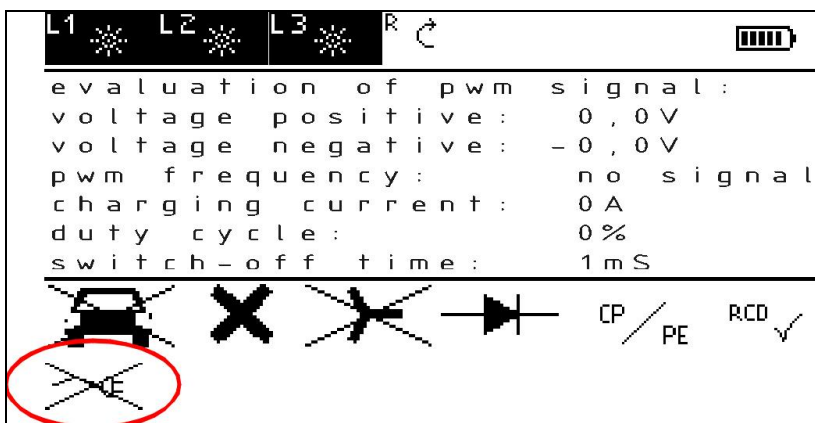 L1 L2 L3 R
evaluation of pwm signal:
voltage positive: 0,0V
voltage negative: -0,0V
pwm frequency: no signal
charging current: 0A
duty cycle: 0%
switch-off time: 1mS
CP/PE RCD